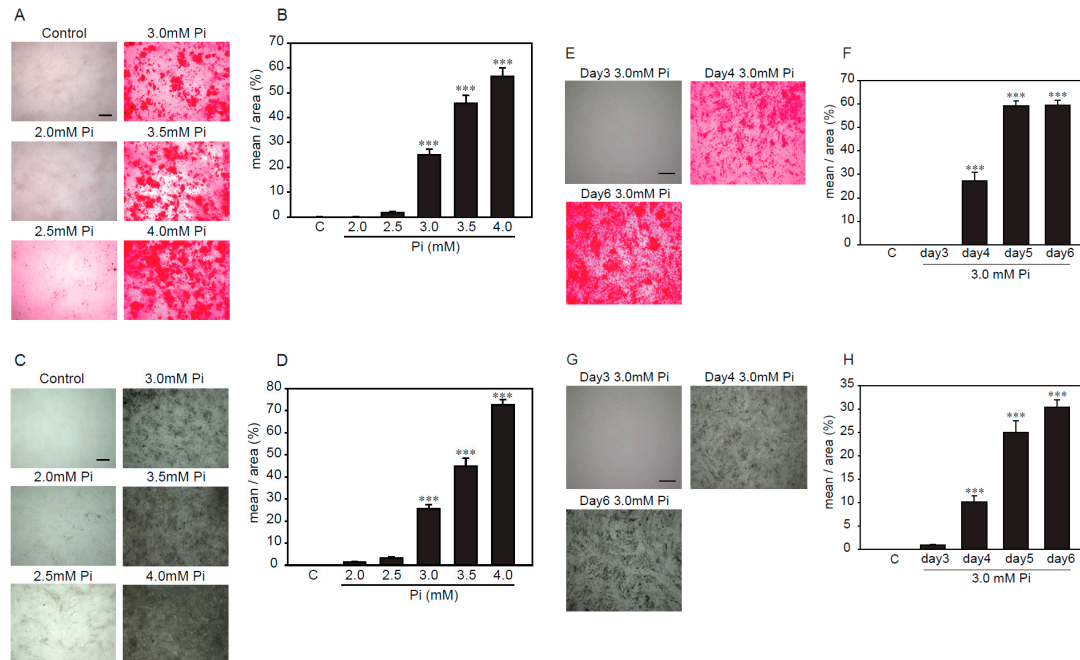 A
Control 3.0mM Pi
2.0mM Pi 3.5mM Pi
2.5mM Pi 4.0mM Pi
B
mean / area (%)
70
60
50
40
30
20
10
0
*** *** ***
C 2.0 2.5 3.0 3.5 4.0
Pi (mM)
C
Control 3.0mM Pi
2.0mM Pi 3.5mM Pi
2.5mM Pi 4.0mM Pi
D
mean / area (%)
80
70
60
50
40
30
20
10
0
*** *** ***
C 2.0 2.5 3.0 3.5 4.0
Pi (mM)
E
Day3 3.0mM Pi Day4 3.0mM Pi
Day6 3.0mM Pi
F
mean / area (%)
70
60
50
40
30
20
10
0
*** *** ***
C day3 day4 day5 day6
3.0 mM Pi
G
Day3 3.0mM Pi Day4 3.0mM Pi
Day6 3.0mM Pi
H
mean / area (%)
35
30
25
20
15
10
5
0
*** *** ***
C day3 day4 day5 day6
3.0 mM Pi